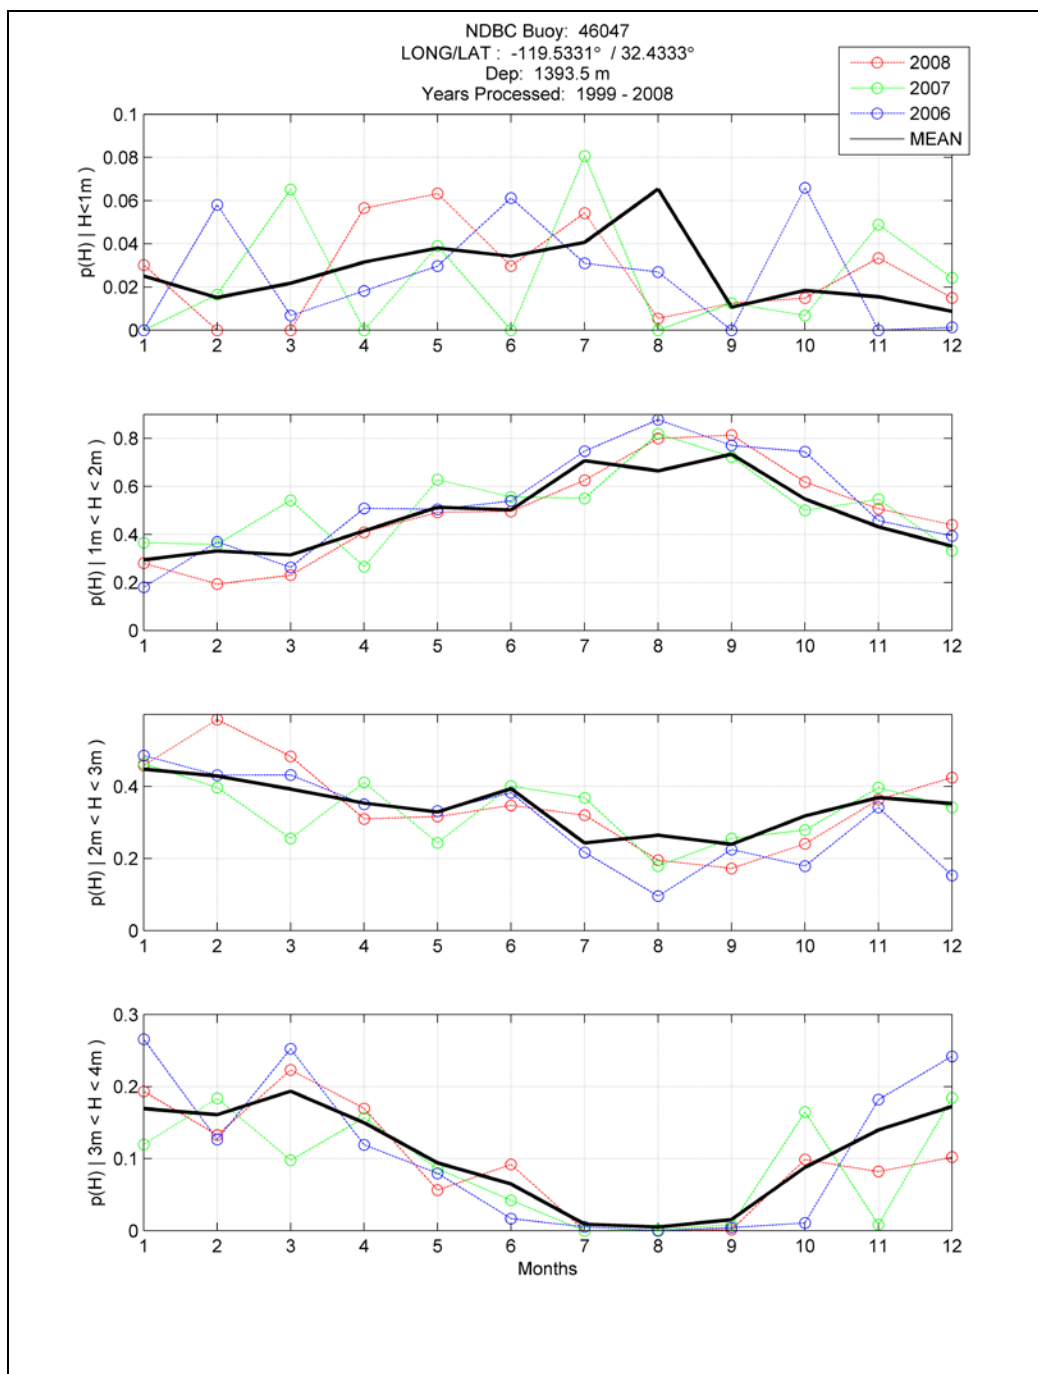 NDBC Buoy: 46047
LONG/LAT : -119.5331° / 32.4333°
Dep: 1393.5 m
Years Processed: 1999 - 2008
2008
2007
2006
MEAN
p(H) | H<1m )
0.1
0.08
0.06
0.04
0.02
0
1 2 3 4 5 6 7 8 9 10 11 12
p(H) | 1m < H < 2m )
0.8
0.6
0.4
0.2
0
1 2 3 4 5 6 7 8 9 10 11 12
p(H) | 2m < H < 3m )
0.4
0.2
0
1 2 3 4 5 6 7 8 9 10 11 12
p(H) | 3m < H < 4m )
0.3
0.2
0.1
0
1 2 3 4 5 6 7 8 9 10 11 12
Months